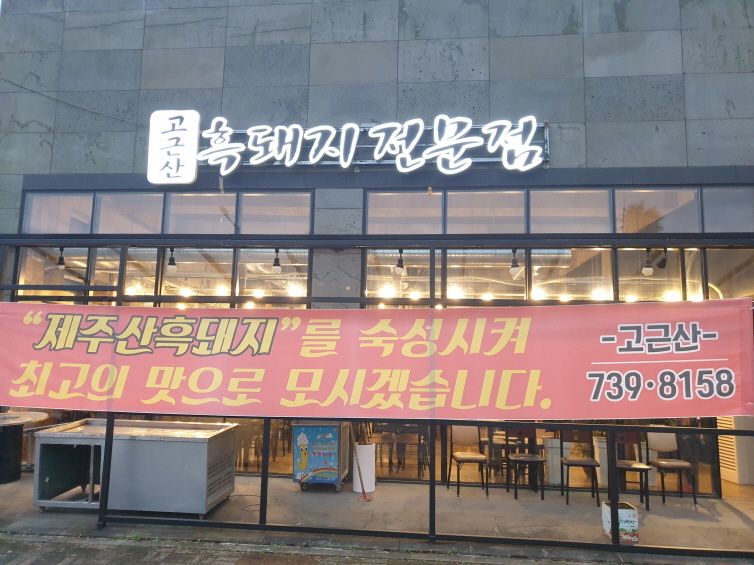 고근산
흑돼지전문점
“제주산흑돼지”를 숙성시켜
최고의 맛으로 모시겠습니다.
-고근산-
739·8158